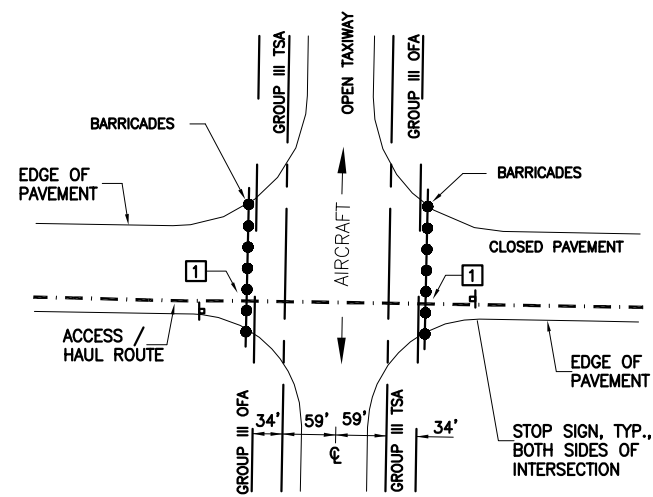 GROUP III TSA
OPEN TAXIWAY
GROUP III OFA
BARRICADES
BARRICADES
EDGE OF
PAVEMENT
AIRCRAFT
CLOSED PAVEMENT
1
1
ACCESS /
HAUL ROUTE
EDGE OF
PAVEMENT
GROUP III OFA
34'
59'
59'
GROUP III TSA
34'
℄
STOP SIGN, TYP.,
BOTH SIDES OF
INTERSECTION